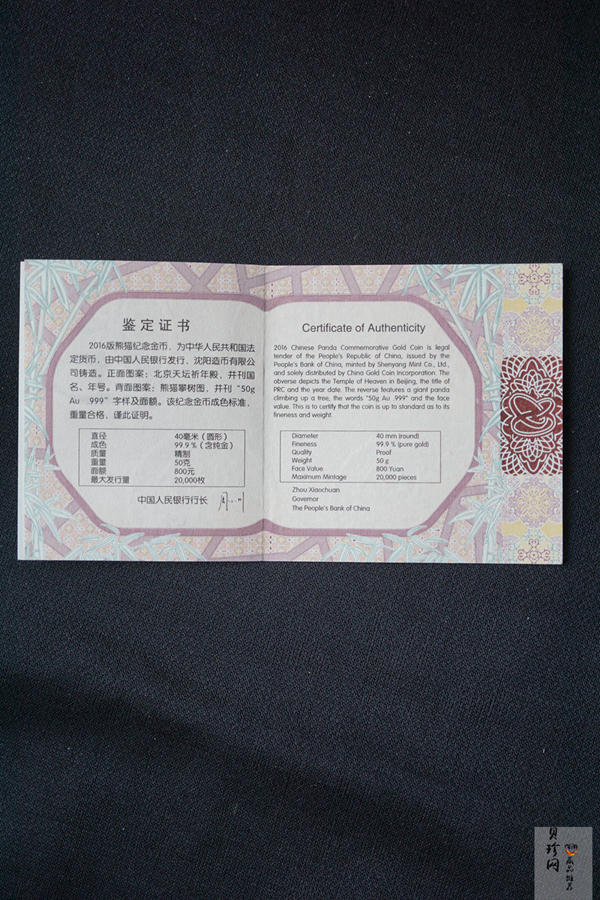 鉴定证书
2016版熊猫纪念金币，为中华人民共和国法
定货币，由中国人民银行发行，沈阳造币有限公
司铸造。正面图案：北京天坛祈年殿，并刊国
名、年号。背面图案：熊猫攀树图，并刊“50g
Au .999”字样及面额。该纪念金币成色标准，
重量合格，谨此证明。
直径 40毫米（圆形）
成色 99.9％（含纯金）
质量 精制
重量 50克
面额 800元
最大发行量 20,000枚
中国人民银行行长
Certificate of Authenticity
2016 Chinese Panda Commemorative Gold Coin is legal
tender of the People's Republic of China, issued by the
People's Bank of China, minted by Shenyang Mint Co., Ltd.,
and solely distributed by China Gold Coin Incorporation. The
obverse depicts the Temple of Heaven in Beijing, the title of
PRC and the year date. The reverse features a giant panda
climbing up a tree, the words "50g Au .999" and the face
value. This is to certify that the coin is up to standard as to its
fineness and weight.
Diameter 40 mm (round)
Fineness 99.9 % (pure gold)
Quality Proof
Weight 50 g
Face Value 800 Yuan
Maximum Mintage 20,000 pieces
Zhou Xiaochuan
Governor
The People's Bank of China
贝珍网